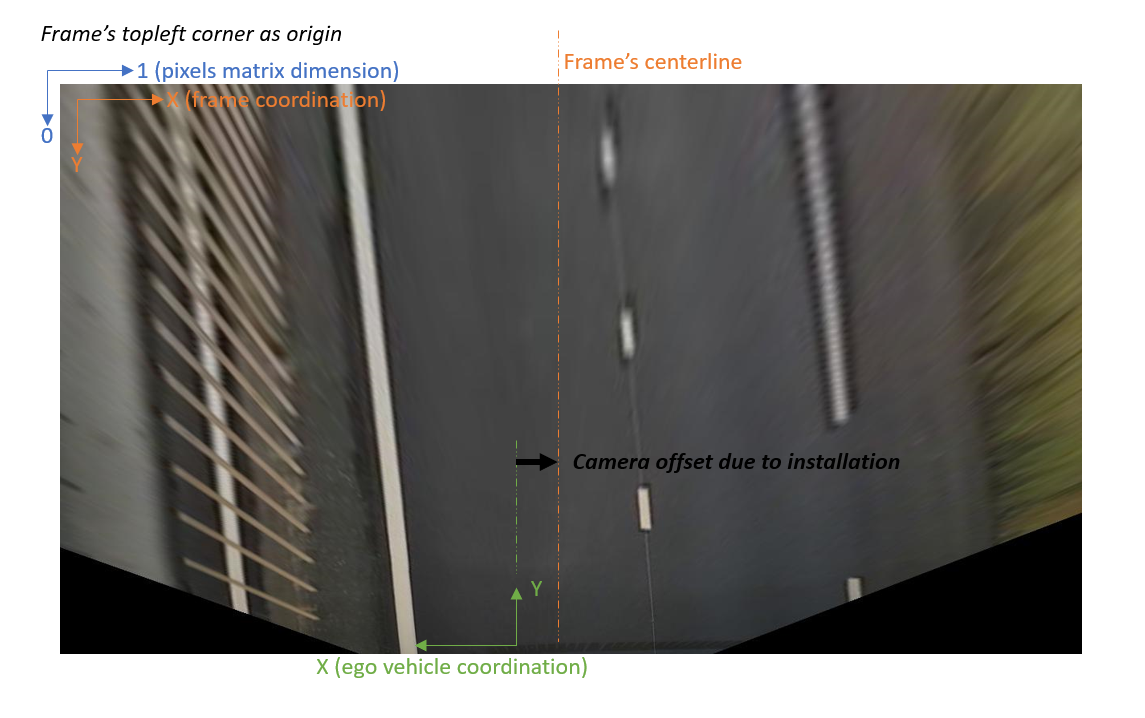 Frame’s topleft corner as origin
Frame’s centerline
1 (pixels matrix dimension)
X (frame coordination)
0
Y
Camera offset due to installation
Y
X (ego vehicle coordination)